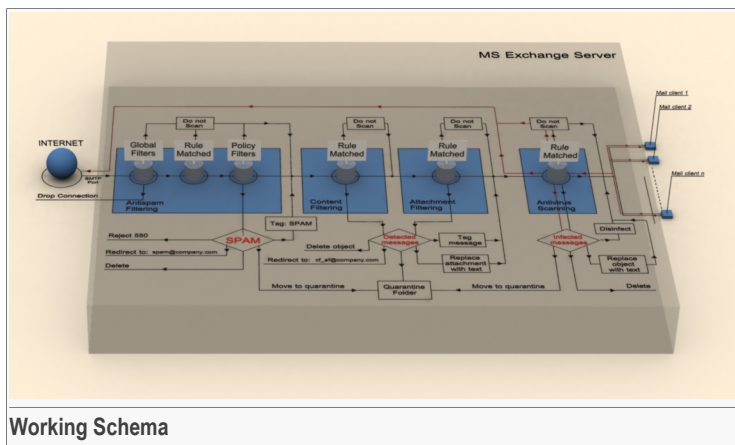 MS Exchange Server
Mail client 1
Mail client 2
Mail client n
INTERNET
SMTP
Port
Drop Connection
Do not
Scan
Do not
Scan
Do not
Scan
Do not
Scan
Global
Filters
Rule
Matched
Policy
Filters
Rule
Matched
Rule
Matched
Rule
Matched
Antispam
Filtering
Content
Filtering
Attachment
Filtering
Antivirus
Scanning
Tag: SPAM
Reject 550
SPAM
Redirect to: spam@company.com
Delete
Delete object
Redirect to: cf_af@company.com
Detected
messages
Tag
message
Replace
attachment
with text
Infected
messages
Disinfect
Replace
object
with text
Move to quarantine
Quarantine
Folder
Move to quarantine
Delete
Working Schema